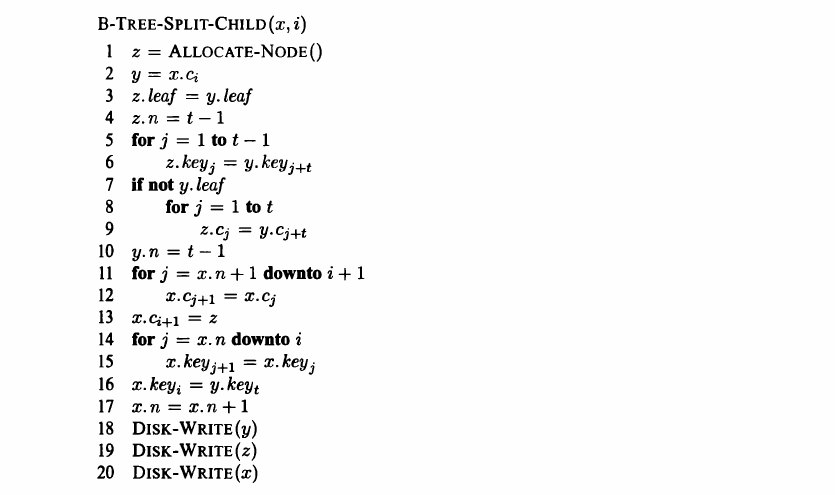 B-TREE-SPLIT-CHILD(x, i)
1 z = ALLOCATE-NODE()
2 y = x.c_i
3 z.leaf = y.leaf
4 z.n = t − 1
5 for j = 1 to t − 1
6 z.key_j = y.key_{j+t}
7 if not y.leaf
8 for j = 1 to t
9 z.c_j = y.c_{j+t}
10 y.n = t − 1
11 for j = x.n + 1 downto i + 1
12 x.c_{j+1} = x.c_j
13 x.c_{i+1} = z
14 for j = x.n downto i
15 x.key_{j+1} = x.key_j
16 x.key_i = y.key_t
17 x.n = x.n + 1
18 DISK-WRITE(y)
19 DISK-WRITE(z)
20 DISK-WRITE(x)